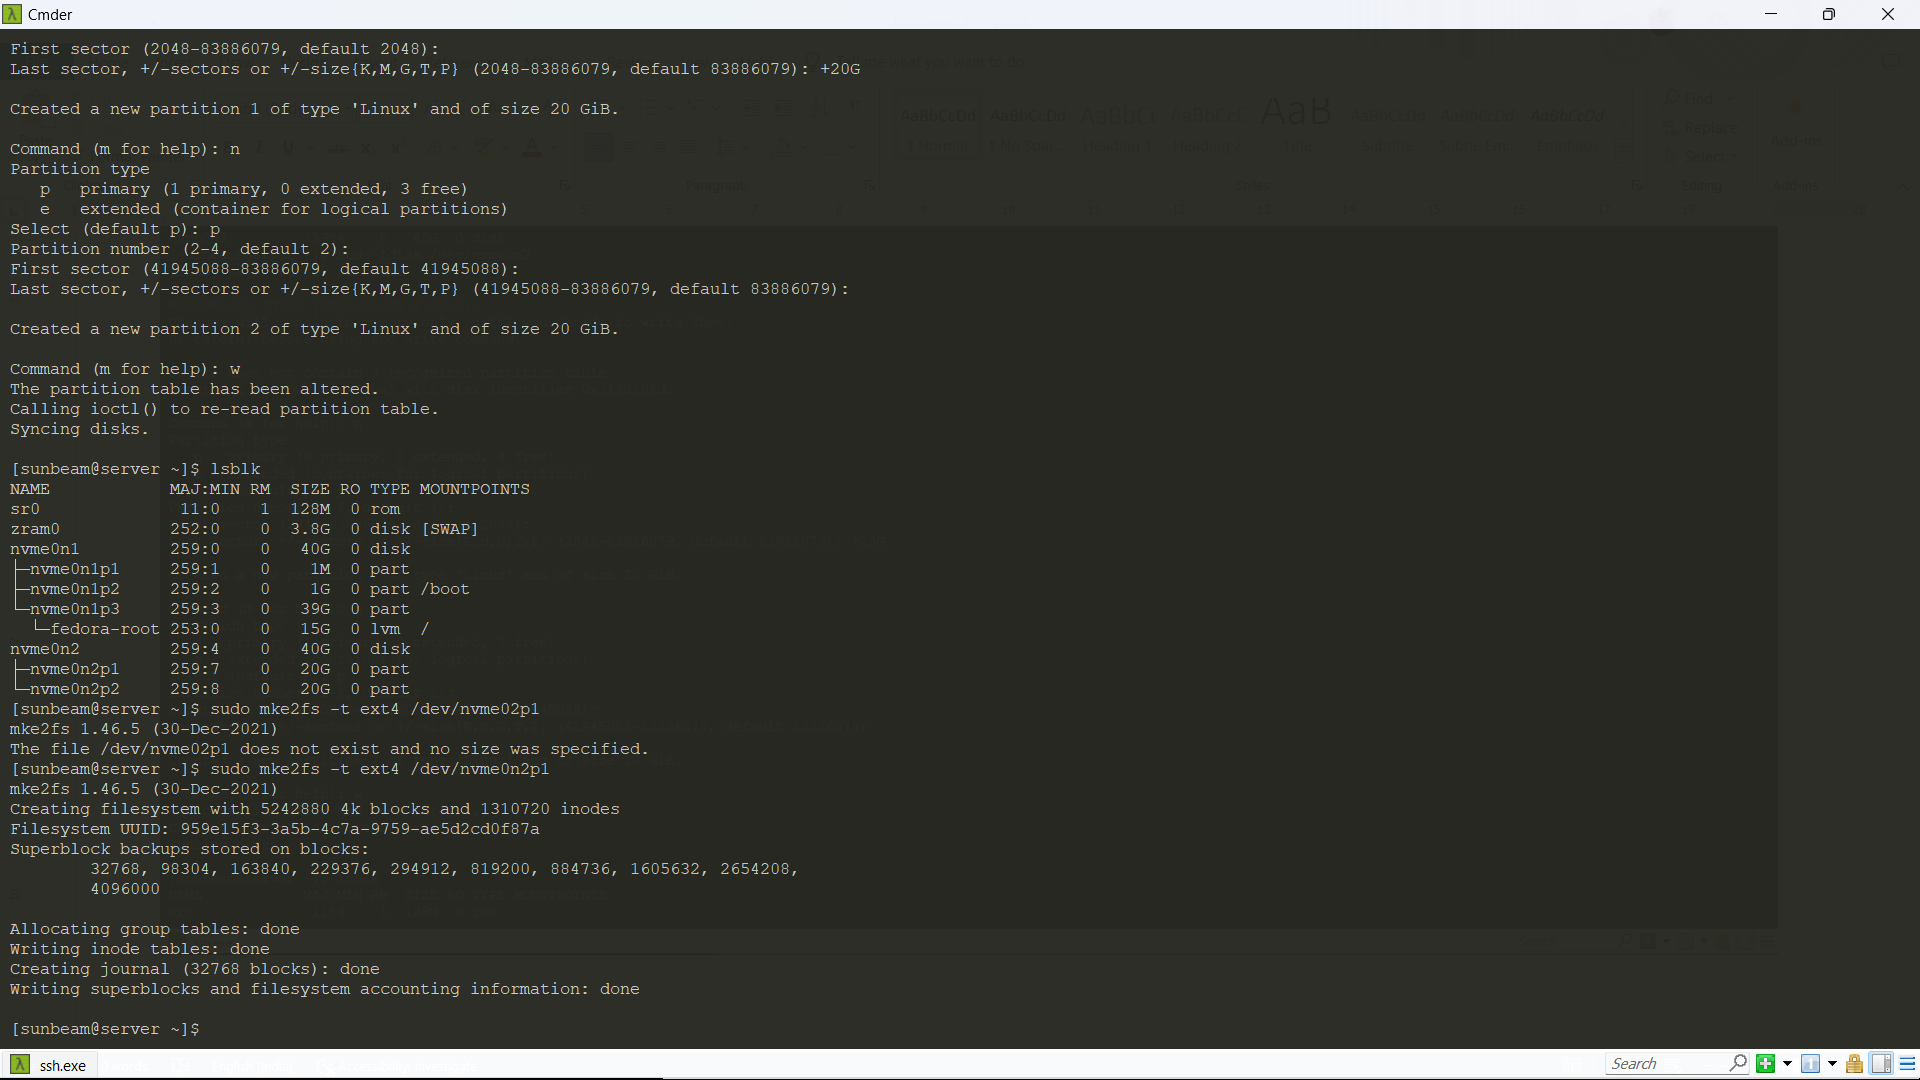 Cmder
First sector (2048-83886079, default 2048):
Last sector, +/-sectors or +/-size{K,M,G,T,P} (2048-83886079, default 83886079): +20G
Created a new partition 1 of type 'Linux' and of size 20 GiB.
Command (m for help): n
Partition type
   p   primary (1 primary, 0 extended, 3 free)
   e   extended (container for logical partitions)
Select (default p): p
Partition number (2-4, default 2):
First sector (41945088-83886079, default 41945088):
Last sector, +/-sectors or +/-size{K,M,G,T,P} (41945088-83886079, default 83886079):
Created a new partition 2 of type 'Linux' and of size 20 GiB.
Command (m for help): w
The partition table has been altered.
Calling ioctl() to re-read partition table.
Syncing disks.
[sunbeam@server ~]$ lsblk
NAME            MAJ:MIN RM  SIZE RO TYPE MOUNTPOINTS
sr0              11:0    1  128M  0 rom
zram0           252:0    0  3.8G  0 disk [SWAP]
nvme0n1         259:0    0   40G  0 disk
├─nvme0n1p1     259:1    0    1M  0 part
├─nvme0n1p2     259:2    0    1G  0 part /boot
└─nvme0n1p3     259:3    0   39G  0 part
  └─fedora-root 253:0    0   15G  0 lvm  /
nvme0n2         259:4    0   40G  0 disk
├─nvme0n2p1     259:7    0   20G  0 part
└─nvme0n2p2     259:8    0   20G  0 part
[sunbeam@server ~]$ sudo mke2fs -t ext4 /dev/nvme02p1
mke2fs 1.46.5 (30-Dec-2021)
The file /dev/nvme02p1 does not exist and no size was specified.
[sunbeam@server ~]$ sudo mke2fs -t ext4 /dev/nvme0n2p1
mke2fs 1.46.5 (30-Dec-2021)
Creating filesystem with 5242880 4k blocks and 1310720 inodes
Filesystem UUID: 959e15f3-3a5b-4c7a-9759-ae5d2cd0f87a
Superblock backups stored on blocks:
        32768, 98304, 163840, 229376, 294912, 819200, 884736, 1605632, 2654208,
        4096000
Allocating group tables: done
Writing inode tables: done
Creating journal (32768 blocks): done
Writing superblocks and filesystem accounting information: done
[sunbeam@server ~]$
ssh.exe
Search